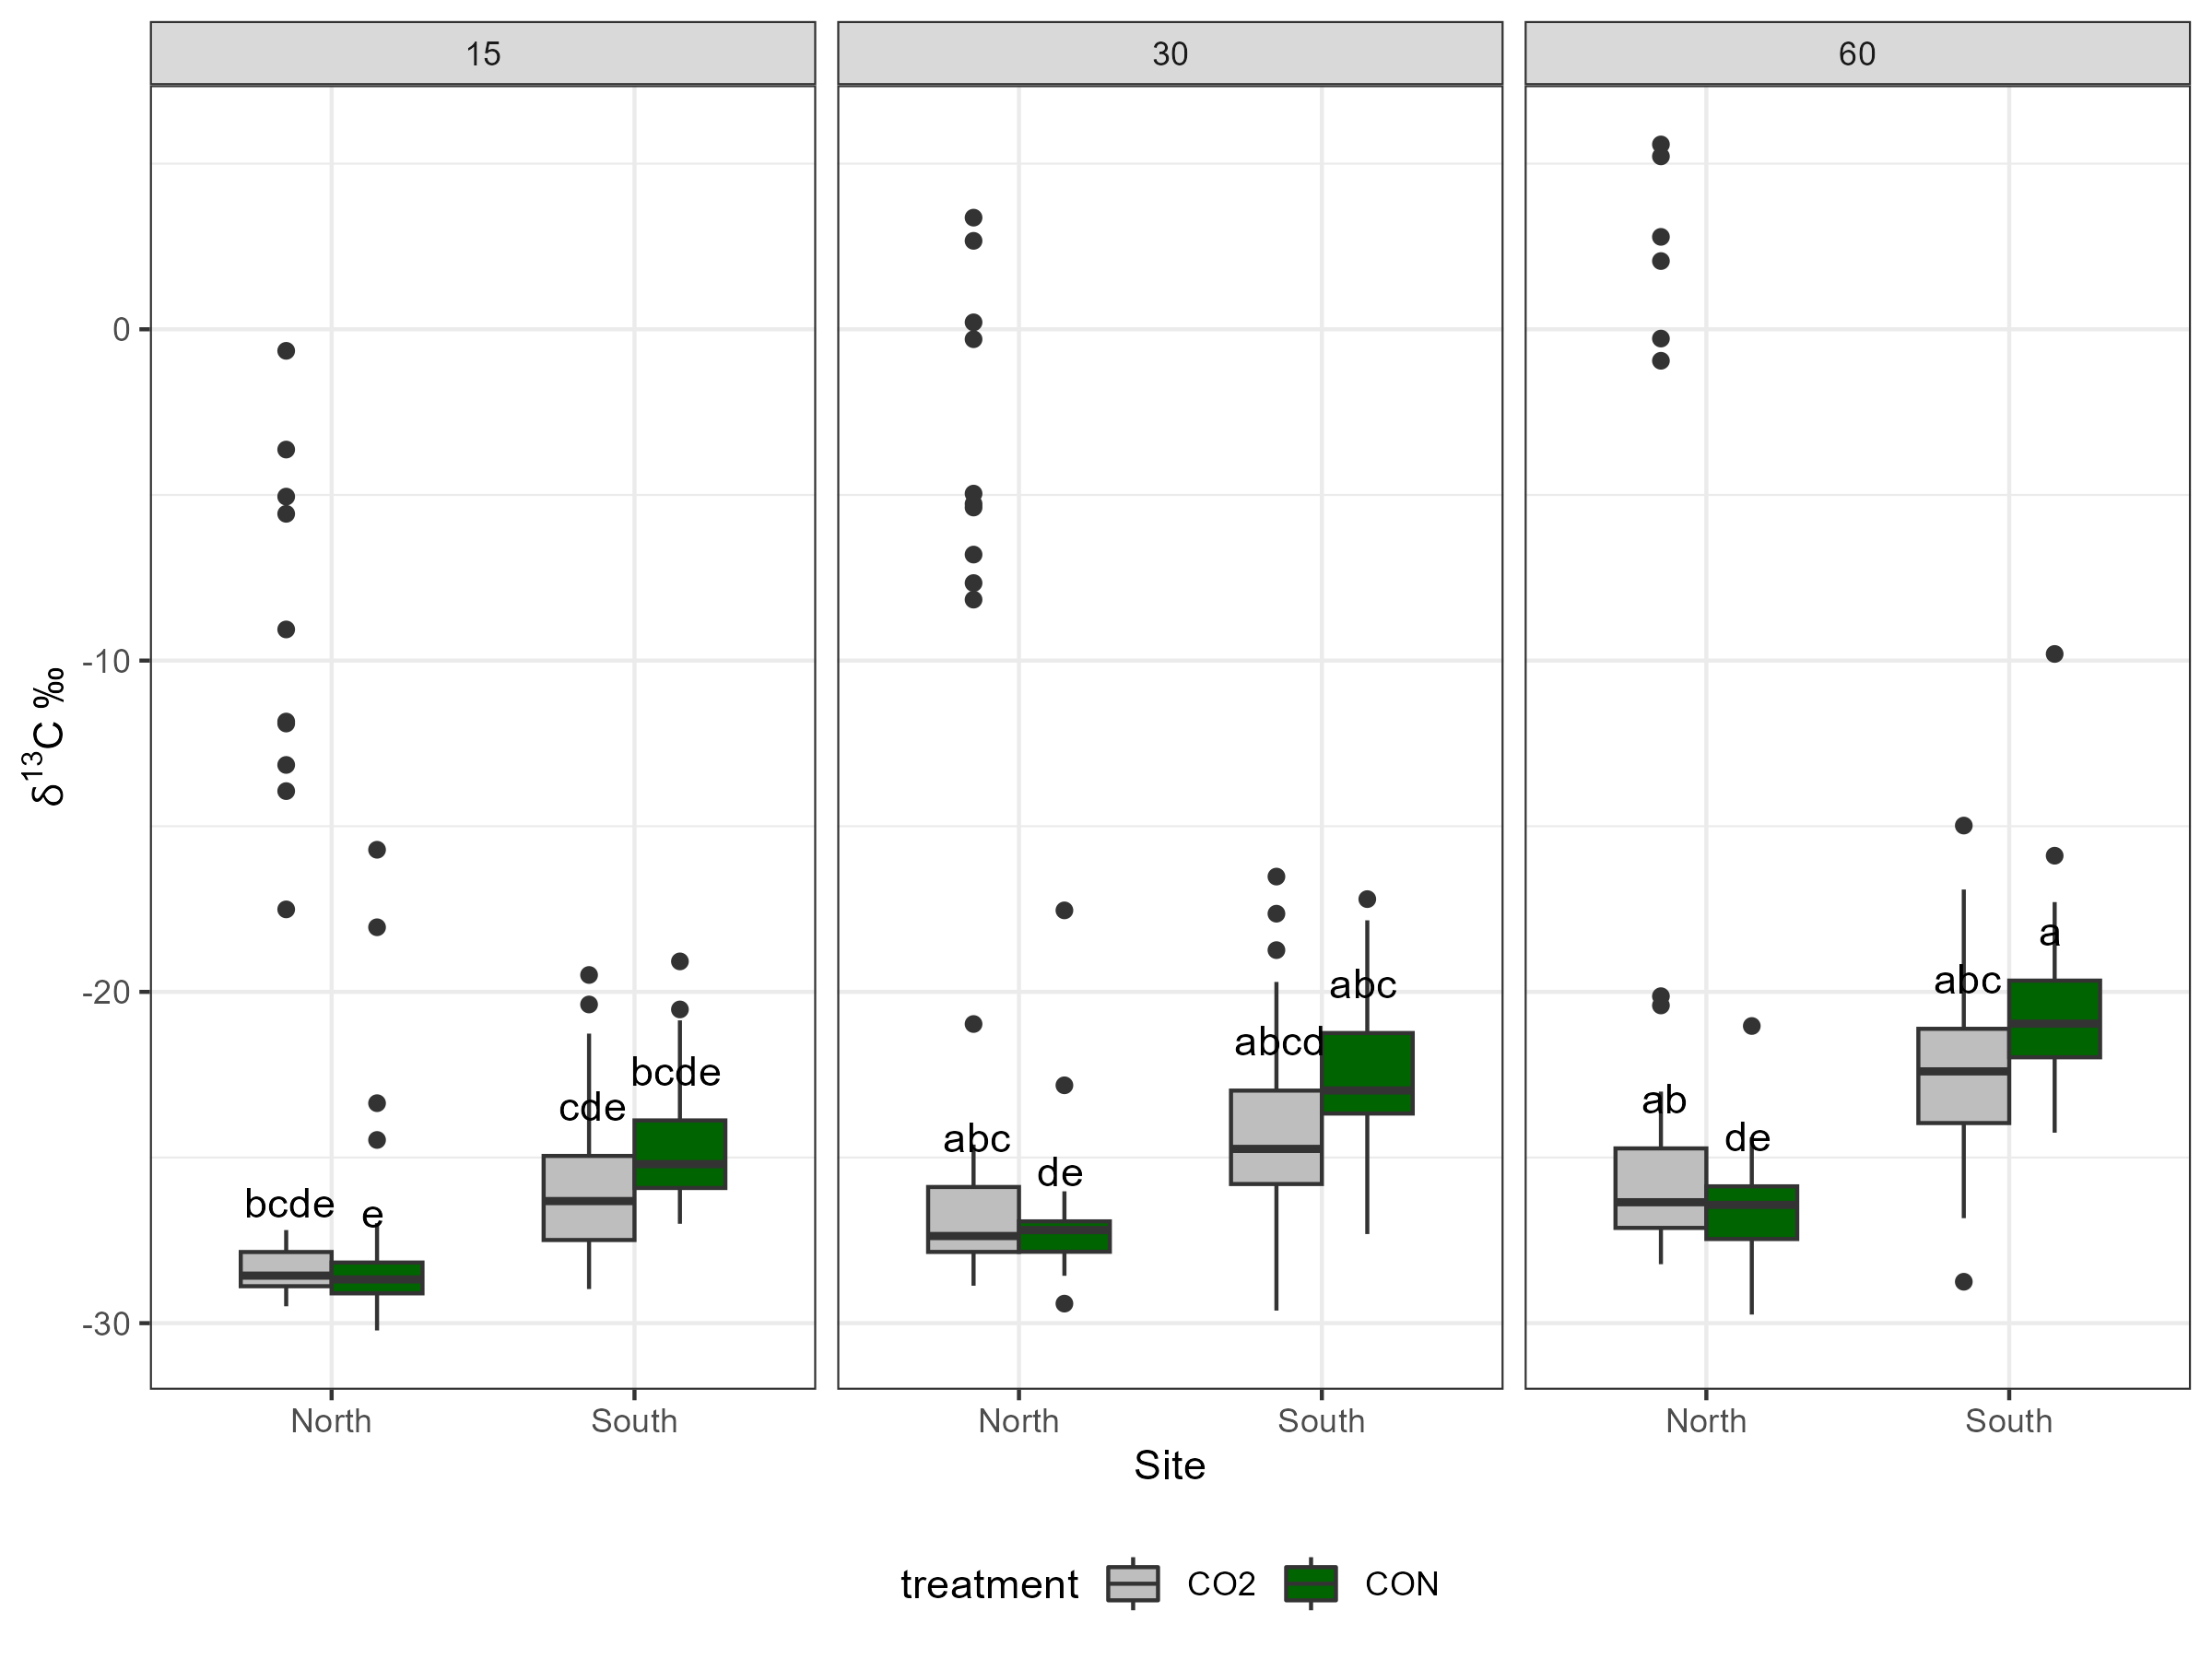 15 30 60
0
-10
-20
-30
δ¹³C ‰
bcde e cde bcde
abc de abcd abc
ab de abc a
North South North South North South
Site
treatment CO2 CON